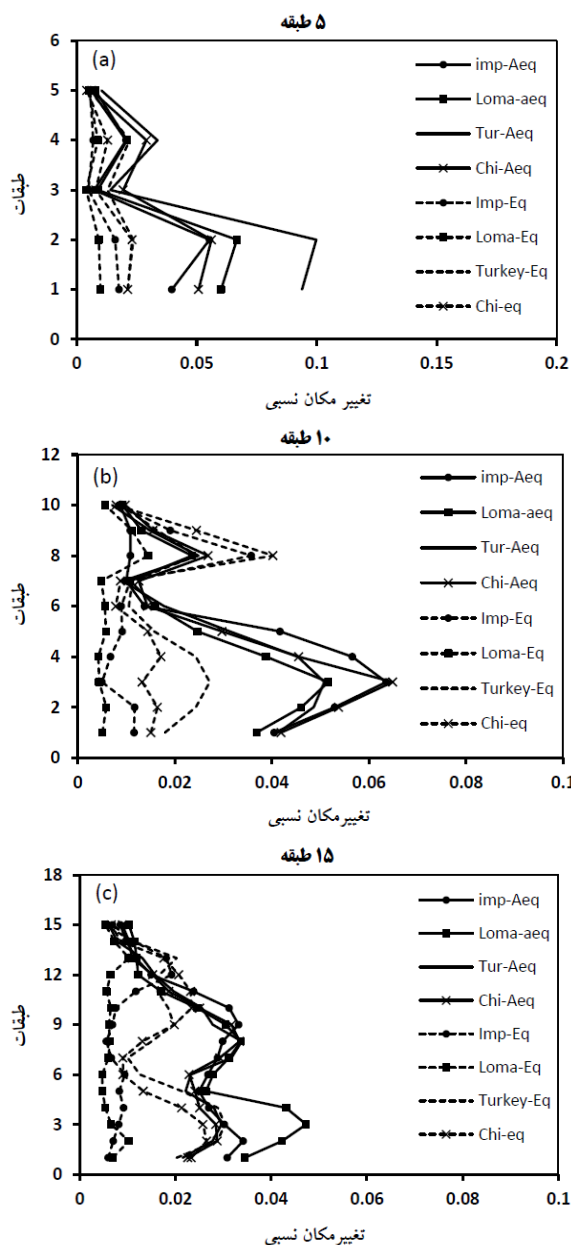 ۵ طبقه
(a)
6
5
4
3
2
1
0
طبقات
0
0.05
0.1
0.15
0.2
تغییر مکان نسبی
imp-Aeq
Loma-aeq
Tur-Aeq
Chi-Aeq
Imp-Eq
Loma-Eq
Turkey-Eq
Chi-eq
۱۰ طبقه
(b)
12
10
8
6
4
2
0
طبقات
0
0.02
0.04
0.06
0.08
0.1
تغییرمکان نسبی
imp-Aeq
Loma-aeq
Tur-Aeq
Chi-Aeq
Imp-Eq
Loma-Eq
Turkey-Eq
Chi-eq
۱۵ طبقه
(c)
18
15
12
9
6
3
0
طبقات
0
0.02
0.04
0.06
0.08
0.1
تغییرمکان نسبی
imp-Aeq
Loma-aeq
Tur-Aeq
Chi-Aeq
Imp-Eq
Loma-Eq
Turkey-Eq
Chi-eq